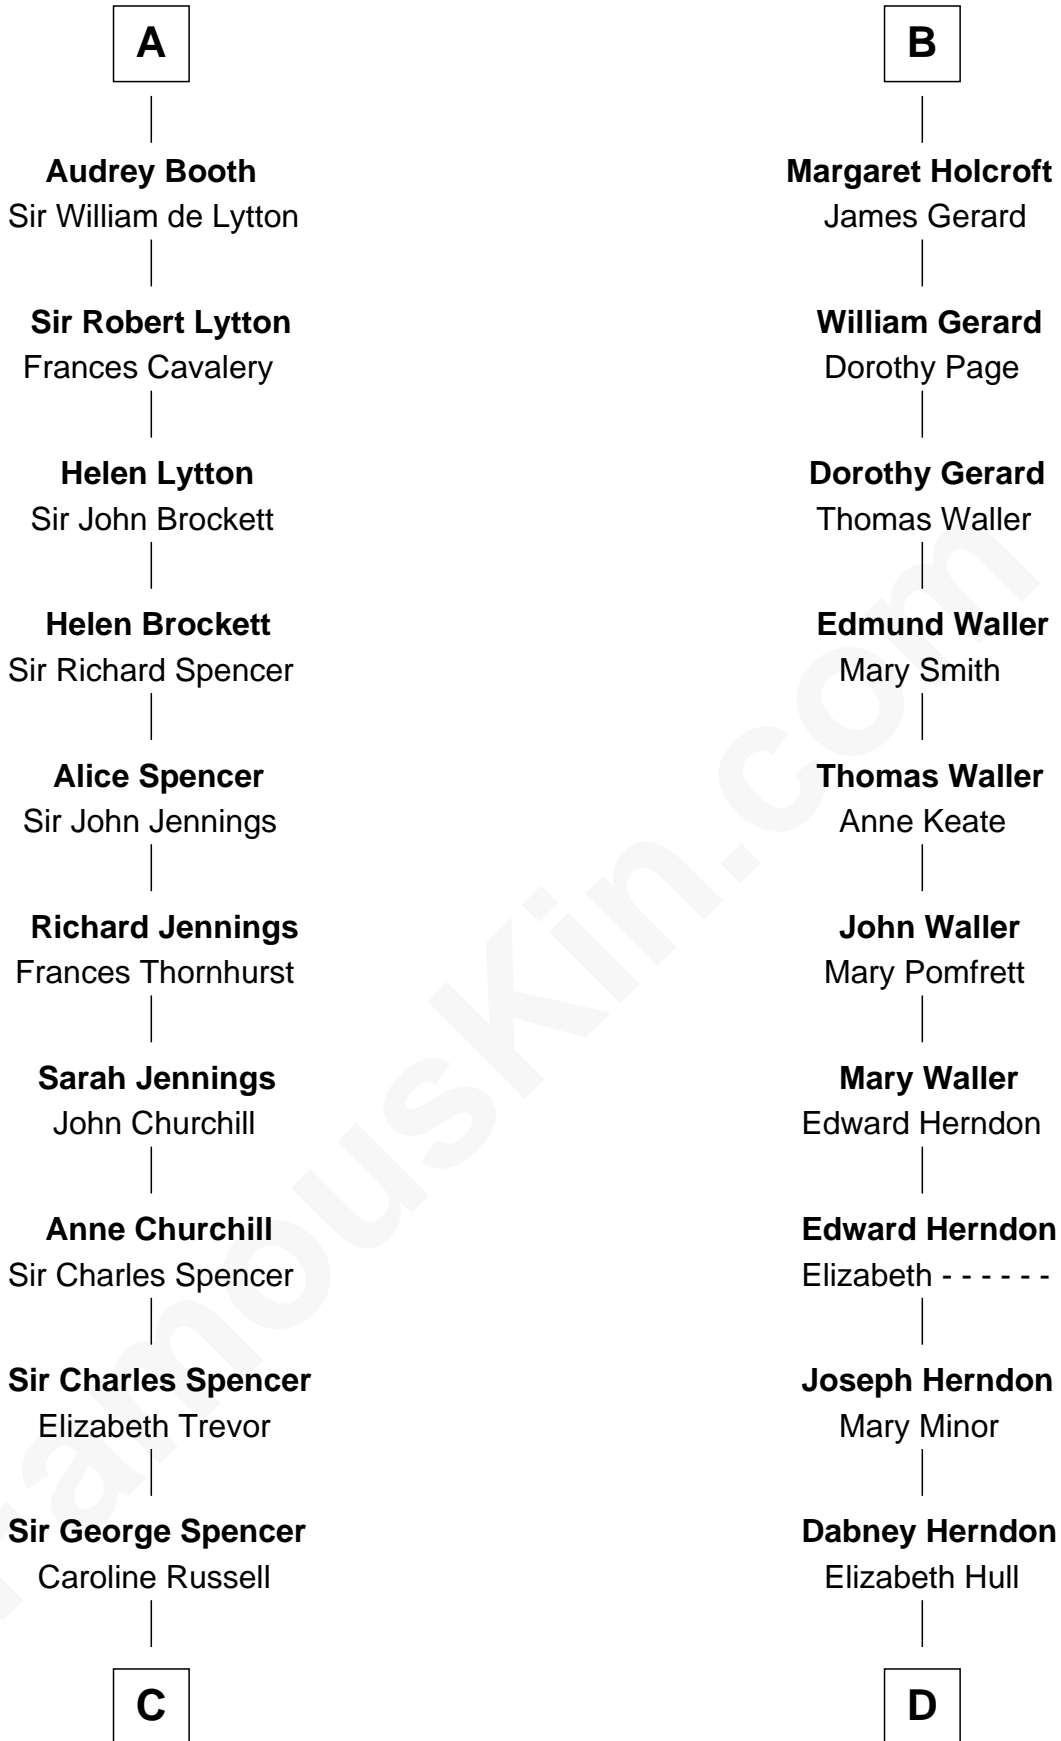 A
Audrey Booth
Sir William de Lytton
Sir Robert Lytton
Frances Cavalery
Helen Lytton
Sir John Brockett
Helen Brockett
Sir Richard Spencer
Alice Spencer
Sir John Jennings
Richard Jennings
Frances Thornhurst
Sarah Jennings
John Churchill
Anne Churchill
Sir Charles Spencer
Sir Charles Spencer
Elizabeth Trevor
Sir George Spencer
Caroline Russell
C
B
Margaret Holcroft
James Gerard
William Gerard
Dorothy Page
Dorothy Gerard
Thomas Waller
Edmund Waller
Mary Smith
Thomas Waller
Anne Keate
John Waller
Mary Pomfrett
Mary Waller
Edward Herndon
Edward Herndon
Elizabeth - - - - - -
Joseph Herndon
Mary Minor
Dabney Herndon
Elizabeth Hull
D
FamousKin.com